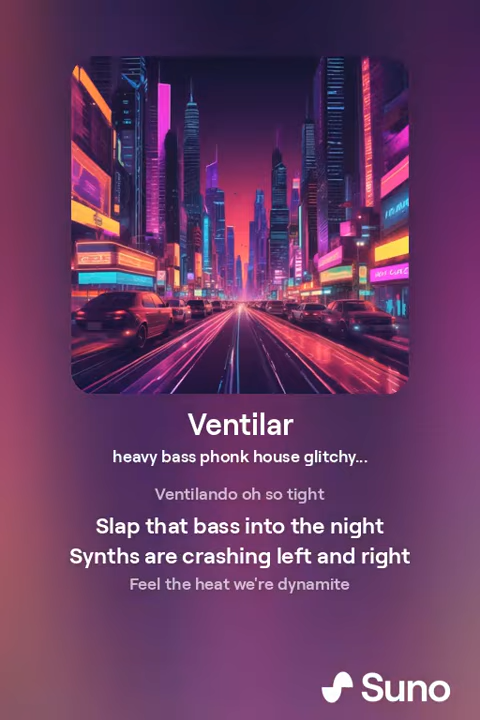 Ventilar
heavy bass phonk house glitchy...
Ventilando oh so tight
Slap that bass into the night
Synths are crashing left and right
Feel the heat we're dynamite
Suno